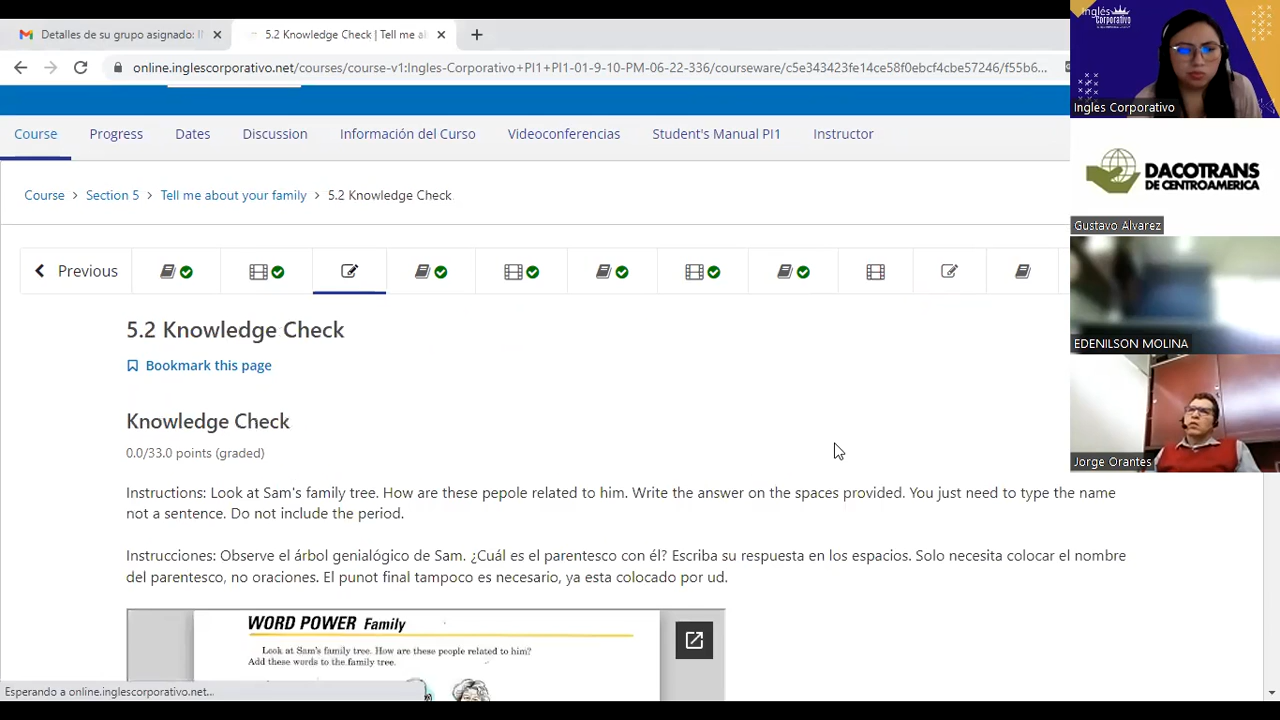 Detalles de su grupo asignado: I
5.2 Knowledge Check | Tell me a
online.inglescorporativo.net/courses/course-v1:Ingles-Corporativo+PI1+PI1-01-9-10-PM-06-22-336/courseware/c5e343423fe14ce58f0ebcf4cbe57246/f55b6...
Course
Progress
Dates
Discussion
Información del Curso
Videoconferencias
Student's Manual PI1
Instructor
Course > Section 5 > Tell me about your family > 5.2 Knowledge Check
Previous
5.2 Knowledge Check
Bookmark this page
Knowledge Check
0.0/33.0 points (graded)
Instructions: Look at Sam's family tree. How are these pepole related to him. Write the answer on the spaces provided. You just need to type the name
not a sentence. Do not include the period.
Instrucciones: Observe el árbol genialógico de Sam. ¿Cuál es el parentesco con él? Escriba su respuesta en los espacios. Solo necesita colocar el nombre
del parentesco, no oraciones. El punot final tampoco es necesario, ya esta colocado por ud.
WORD POWER Family
Look at Sam's family tree. How are these people related to him?
Add these words to the family tree.
Esperando a online.inglescorporativo.net...
Inglés
Corporativo
Ingles Corporativo
DACOTRANS
DE CENTROAMERICA
Gustavo Alvarez
EDENILSON MOLINA
Jorge Orantes